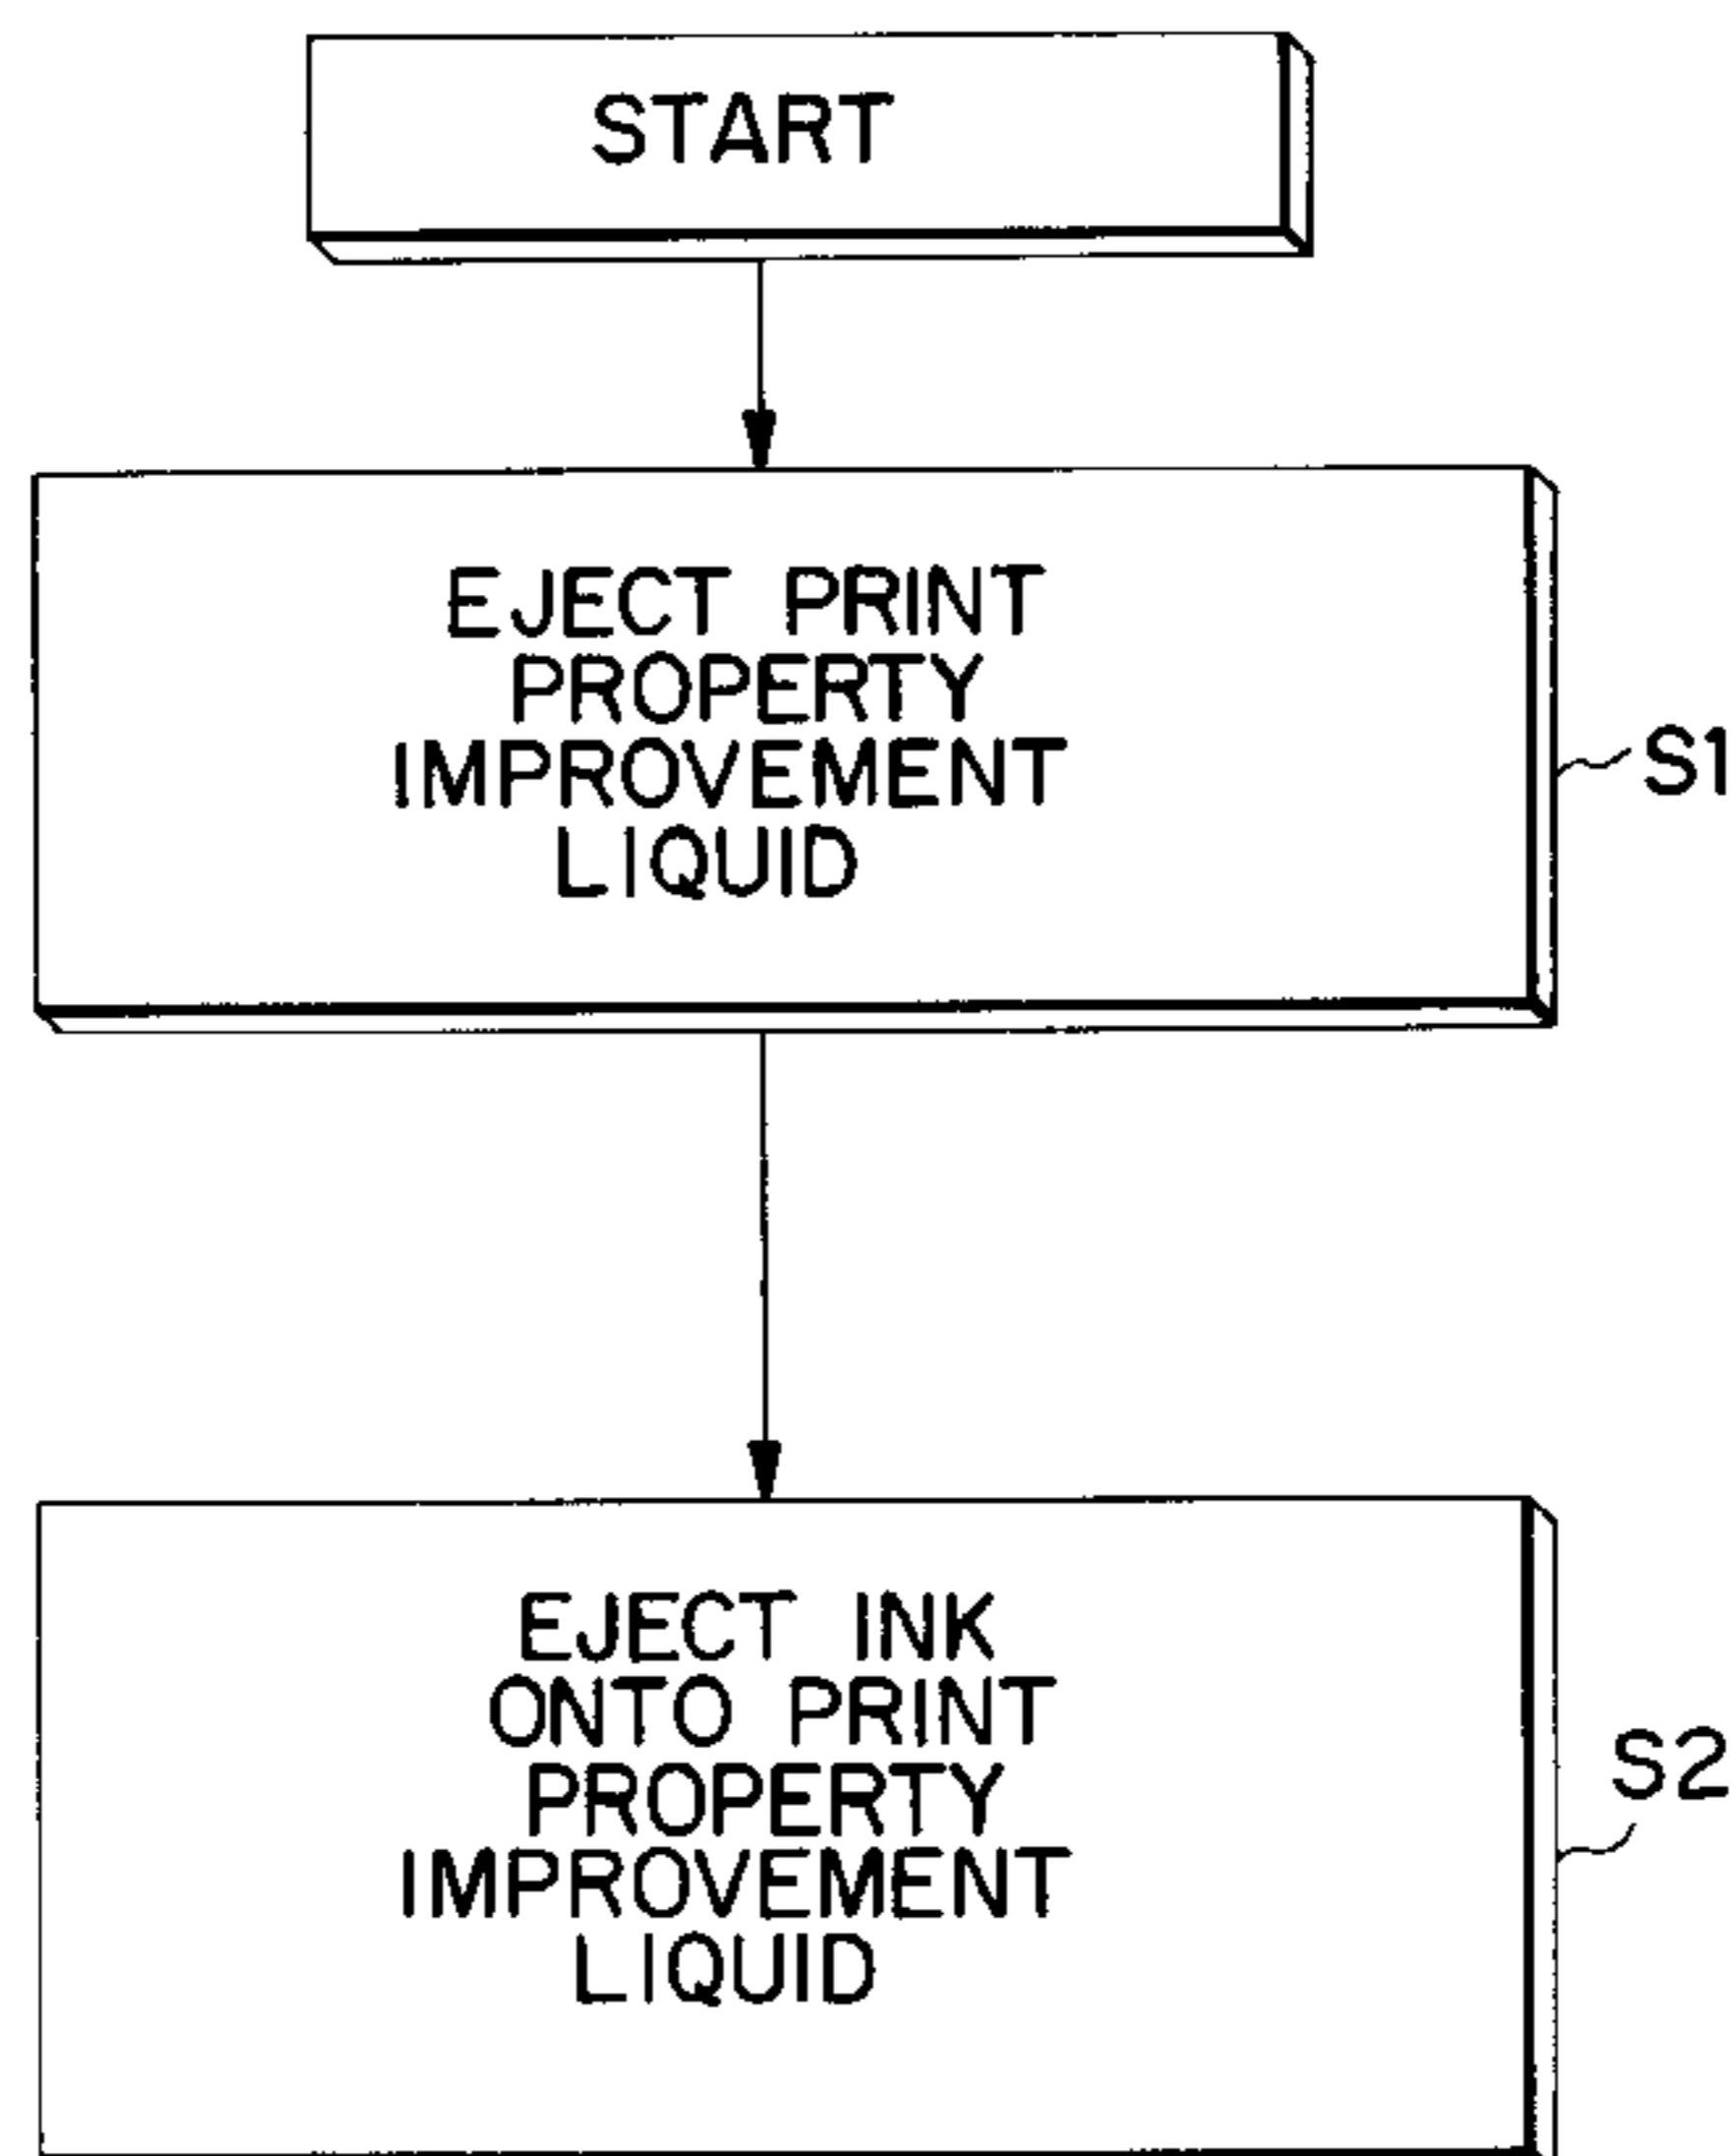 START
EJECT PRINT
PROPERTY
IMPROVEMENT
LIQUID
S1
EJECT INK
ONTO PRINT
PROPERTY
IMPROVEMENT
LIQUID
S2